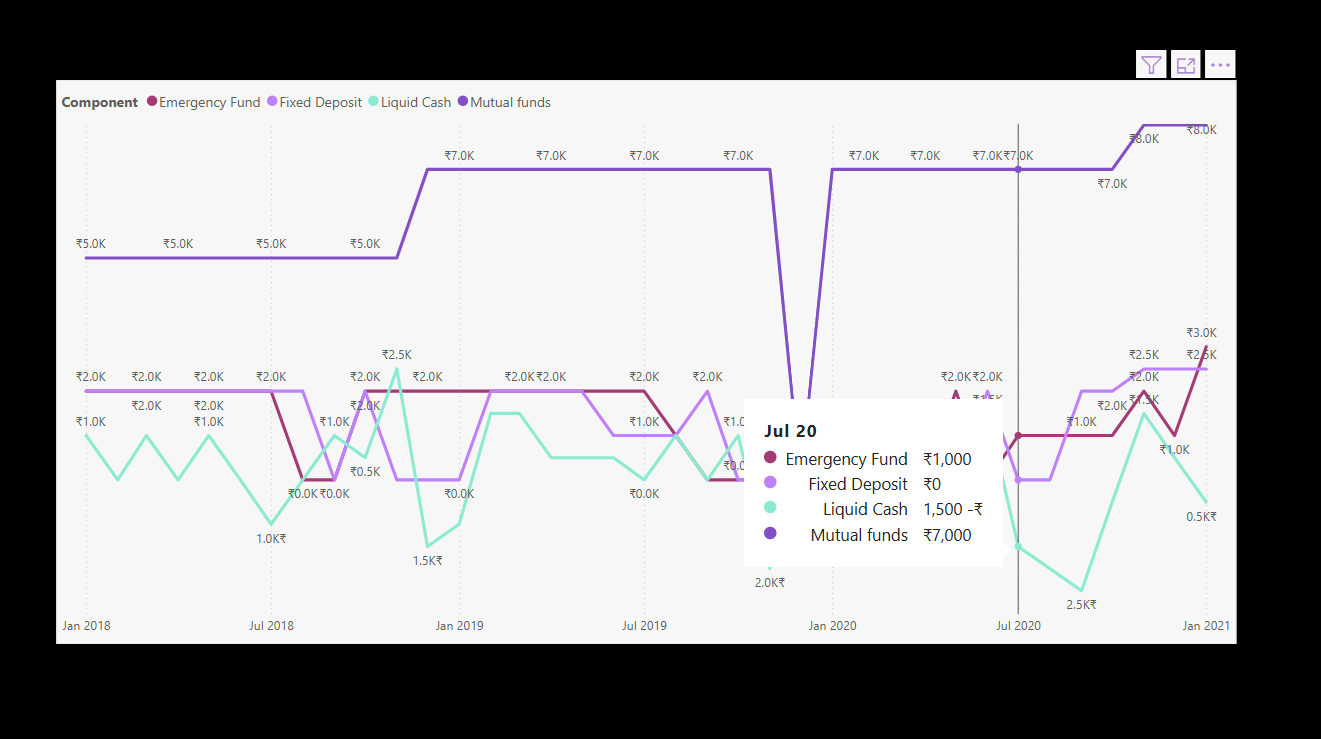 Component Emergency Fund Fixed Deposit Liquid Cash Mutual funds
₹8.0K
₹8.0K
₹7.0K ₹7.0K ₹7.0K ₹7.0K ₹7.0K ₹7.0K ₹7.0K ₹7.0K
₹7.0K
₹5.0K ₹5.0K ₹5.0K ₹5.0K
₹3.0K
₹2.5K ₹2.5K ₹2.5K
₹2.0K ₹2.0K ₹2.0K ₹2.0K ₹2.0K ₹2.0K ₹2.0K ₹2.0K ₹2.0K ₹2.0K ₹2.0K ₹2.0K ₹2.0K
₹2.0K ₹2.0K ₹2.0K ₹2.0K
₹1.0K ₹1.0K ₹1.0K ₹1.0K ₹1.0K
₹1.0K
₹0.5K
₹0.0K ₹0.0K ₹0.0K ₹0.0K
Jul 20
Emergency Fund ₹1,000
Fixed Deposit ₹0
Liquid Cash 1,500 -₹
Mutual funds ₹7,000
0.5K₹
1.0K₹
1.5K₹
2.0K₹
2.5K₹
Jan 2018 Jul 2018 Jan 2019 Jul 2019 Jan 2020 Jul 2020 Jan 2021